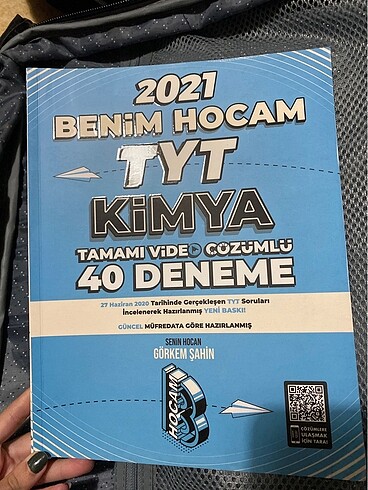 2021
BENİM HOCAM
TYT
KİMYA
TAMAMI VİDEO ÇÖZÜMLÜ
40 DENEME
27 Haziran 2020 Tarihinde Gerçekleşen TYT Soruları
İncelenerek Hazırlanmış YENİ BASKI!
GÜNCEL MÜFREDATA GÖRE HAZIRLANMIŞ
SENİN HOCAN
GÖRKEM ŞAHİN
HOCAM
ÇÖZÜMLERE
ULAŞMAK
İÇİN TARA!